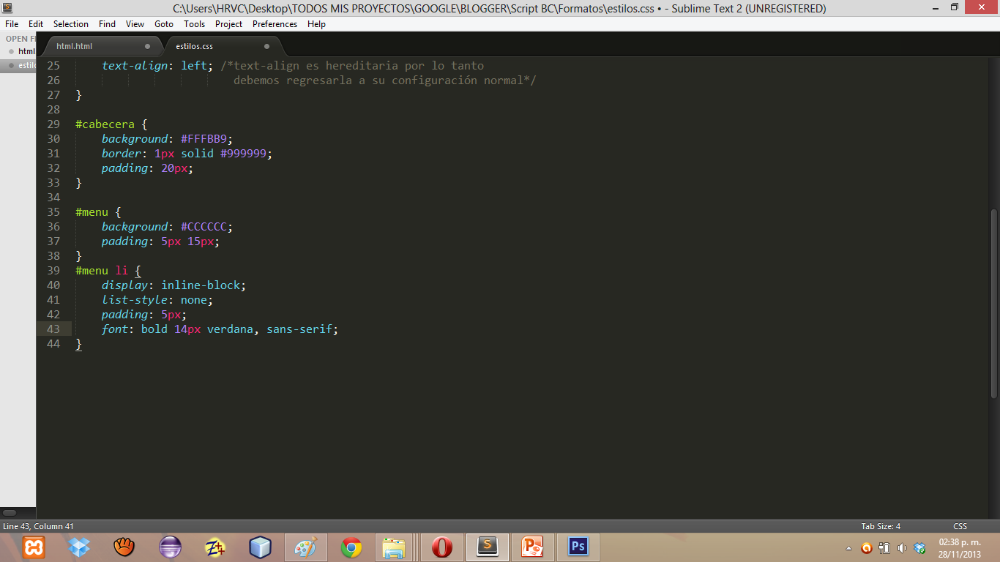 C:\Users\HRVC\Desktop\TODOS MIS PROYECTOS\GOOGLE\BLOGGER\Script BC\Formatos\estilos.css • - Sublime Text 2 (UNREGISTERED)
File Edit Selection Find View Goto Tools Project Preferences Help
OPEN FI
html
estilo
html.html
estilos.css
25 text-align: left; /*text-align es hereditaria por lo tanto
26 debemos regresarla a su configuración normal*/
27 }
28
29 #cabecera {
30 background: #FFFBB9;
31 border: 1px solid #999999;
32 padding: 20px;
33 }
34
35 #menu {
36 background: #CCCCCC;
37 padding: 5px 15px;
38 }
39 #menu li {
40 display: inline-block;
41 list-style: none;
42 padding: 5px;
43 font: bold 14px verdana, sans-serif;
44 }
Line 43, Column 41
Tab Size: 4
CSS
Z+
S
P
Ps
02:38 p. m.
28/11/2013